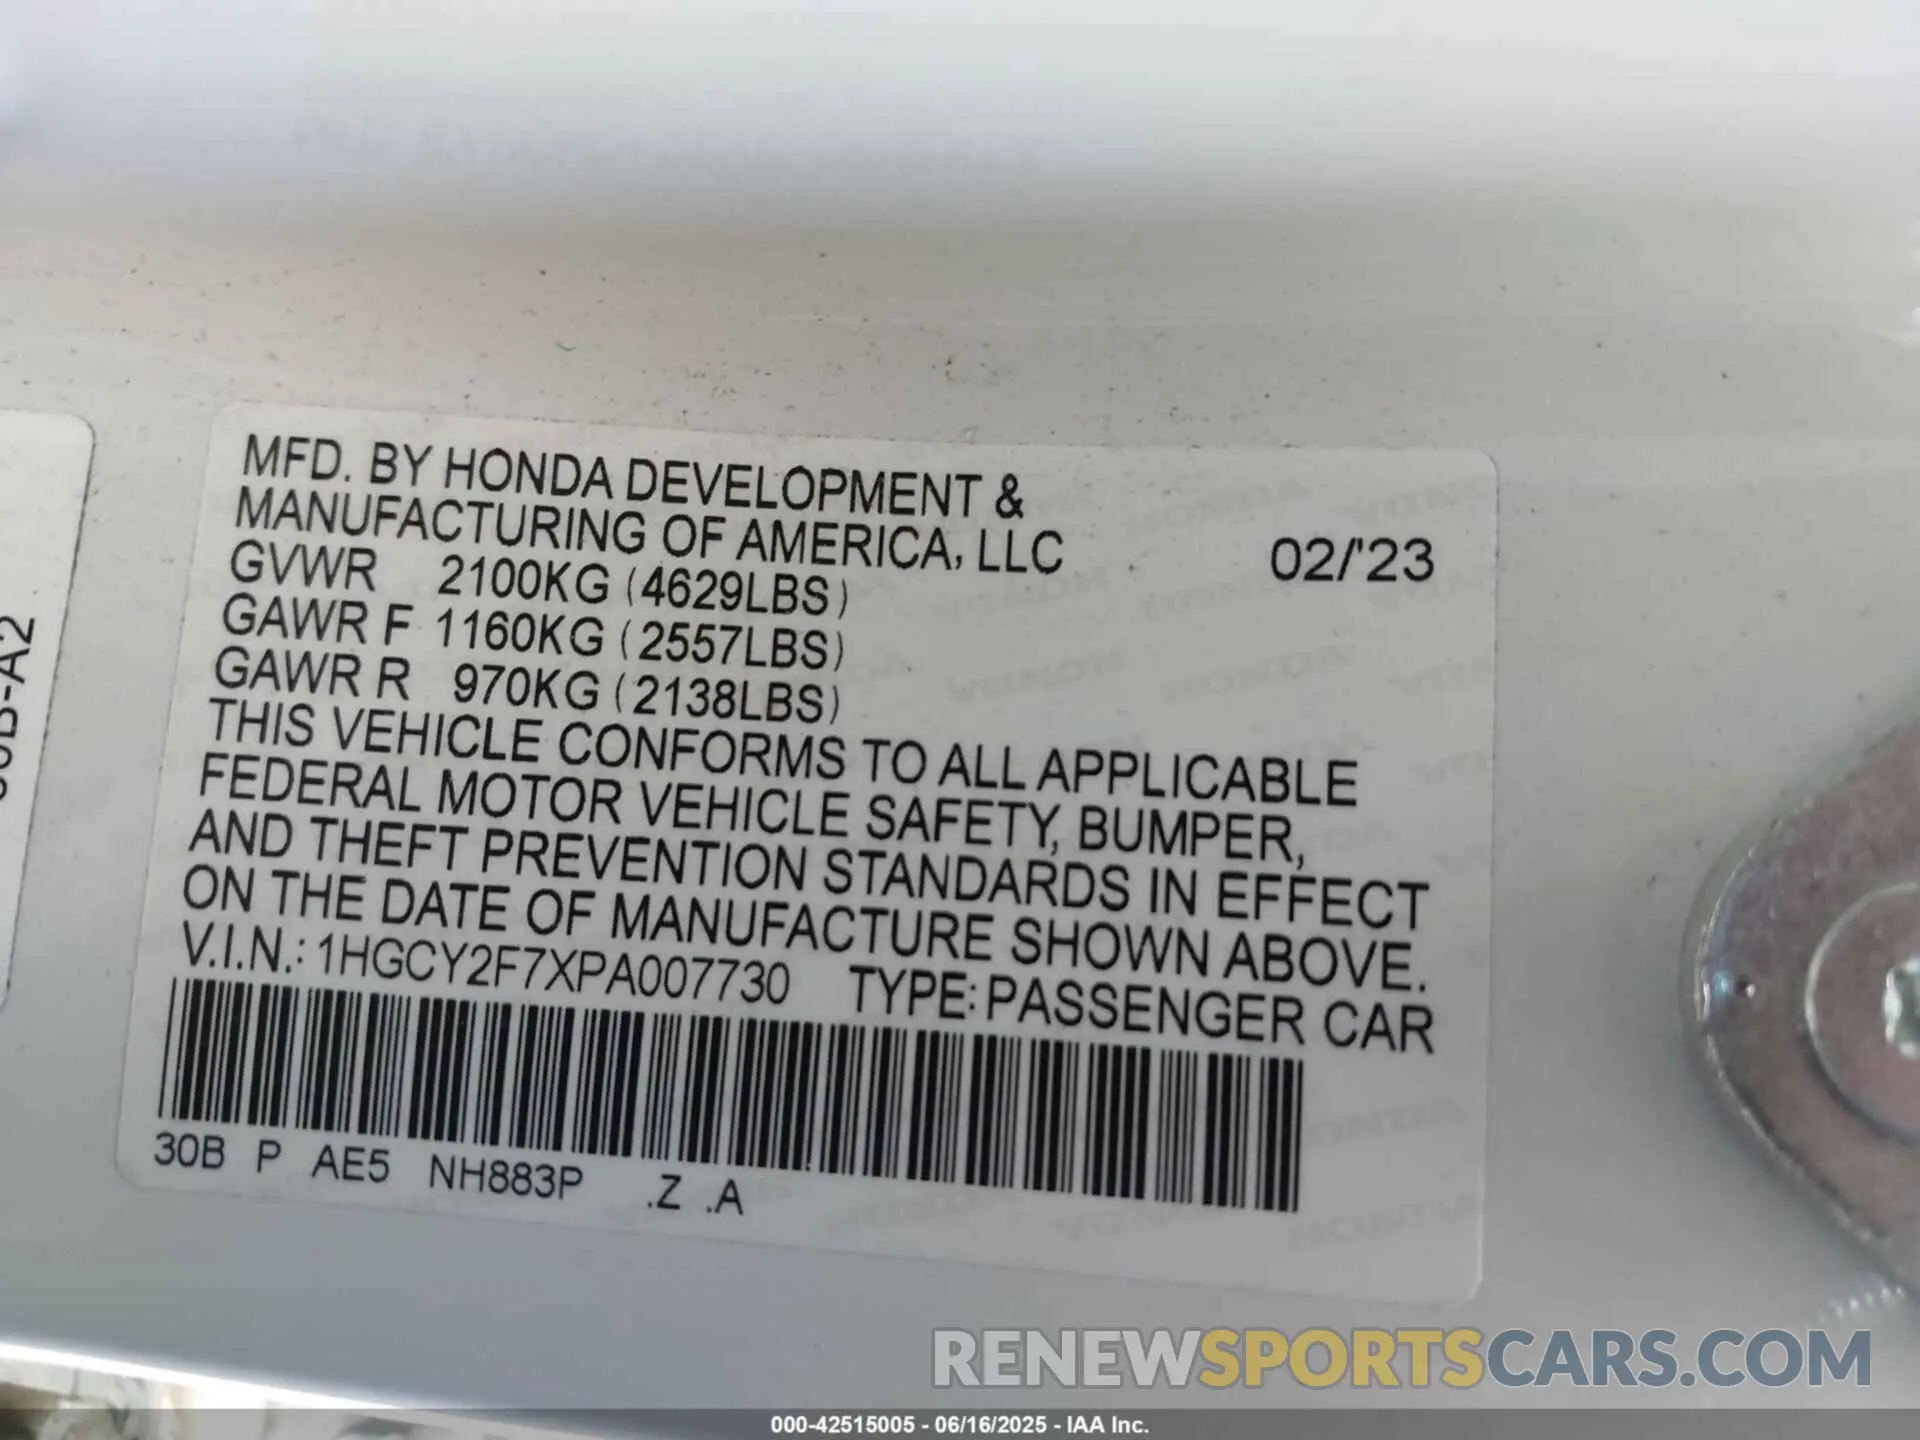 MFD. BY HONDA DEVELOPMENT &
MANUFACTURING OF AMERICA, LLC
02/'23
GVWR 2100KG (4629LBS)
GAWR F 1160KG (2557LBS)
GAWR R 970KG (2138LBS)
THIS VEHICLE CONFORMS TO ALL APPLICABLE
FEDERAL MOTOR VEHICLE SAFETY, BUMPER,
AND THEFT PREVENTION STANDARDS IN EFFECT
ON THE DATE OF MANUFACTURE SHOWN ABOVE.
V.I.N.: 1HGCY2F7XPA007730 TYPE: PASSENGER CAR
30B P AE5 NH883P .Z .A
RENEWSPORTSCARS.COM
000-42515005 - 06/16/2025 - IAA Inc.